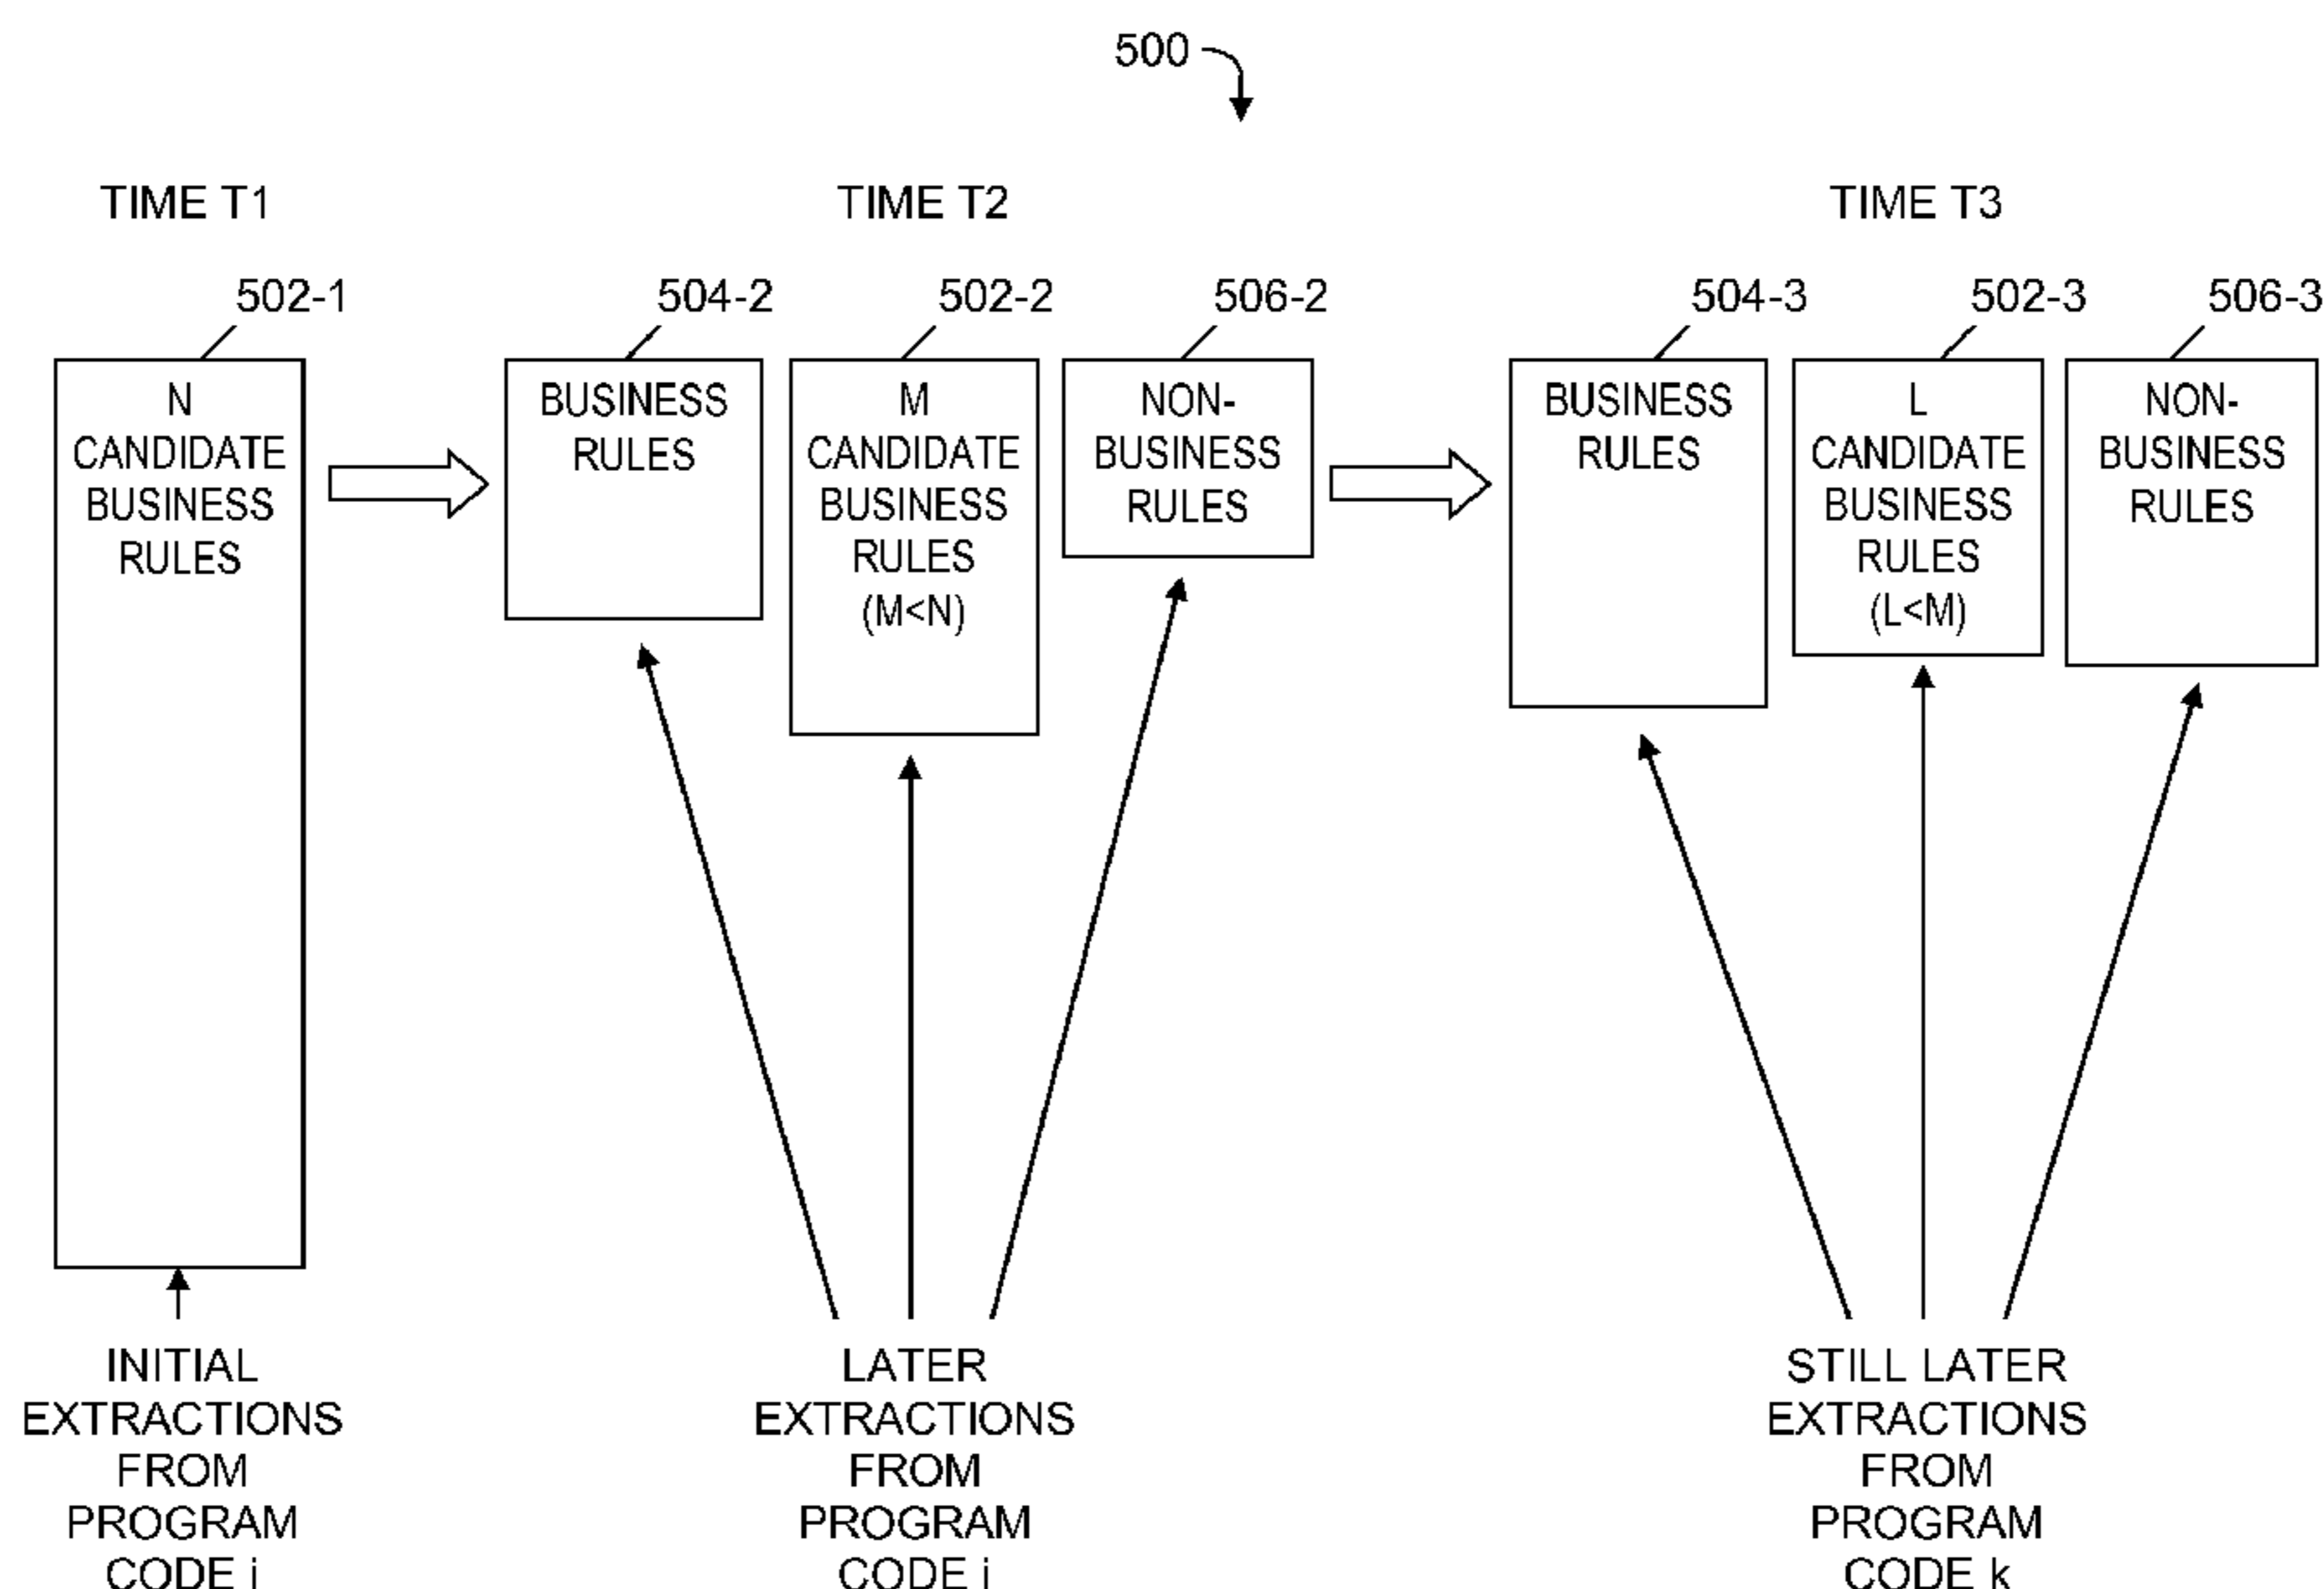 500
TIME T1
TIME T2
TIME T3
502-1
504-2
502-2
506-2
504-3
502-3
506-3
N
CANDIDATE
BUSINESS
RULES
BUSINESS
RULES
M
CANDIDATE
BUSINESS
RULES
(M<N)
NON-
BUSINESS
RULES
BUSINESS
RULES
L
CANDIDATE
BUSINESS
RULES
(L<M)
NON-
BUSINESS
RULES
INITIAL
EXTRACTIONS
FROM
PROGRAM
CODE
LATER
EXTRACTIONS
FROM
PROGRAM
CODE
STILL LATER
EXTRACTIONS
FROM
PROGRAM
CODE k